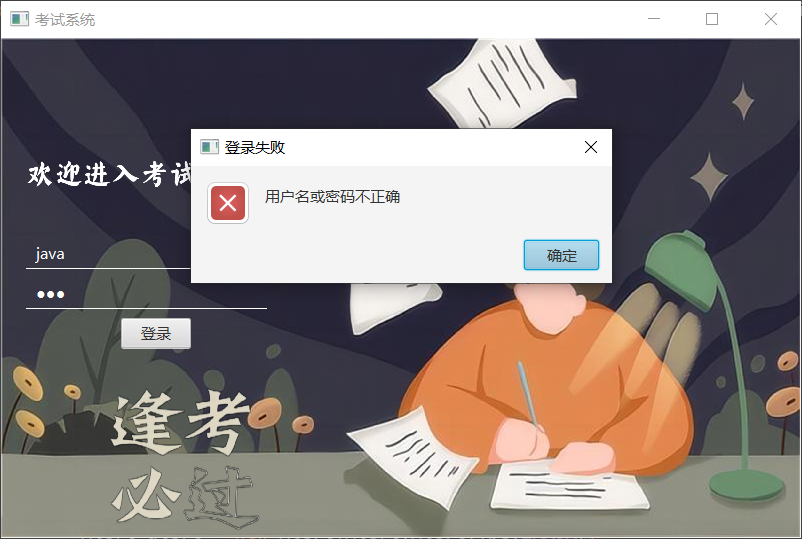 考试系统
登录失败
欢迎进入考试
用户名或密码不正确
确定
java
登录
逢考
必过